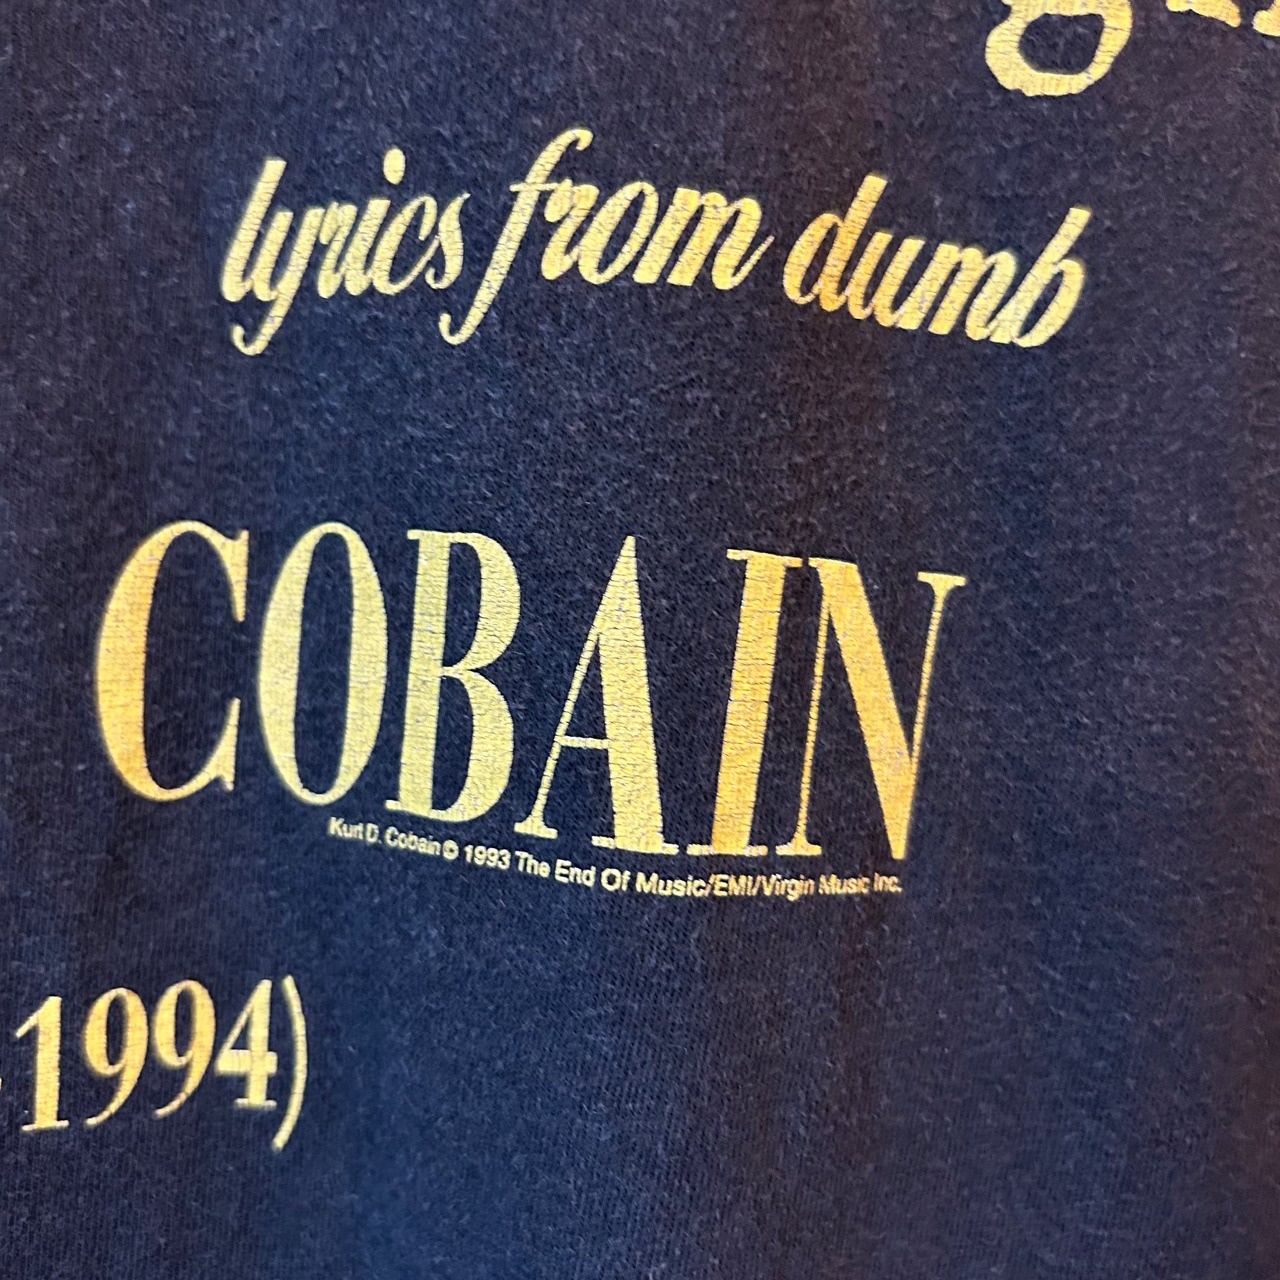 lyrics from dumb
COBAIN
Kurt D. Cobain © 1993 The End Of Music/EMI/Virgin Music Inc.
1994)